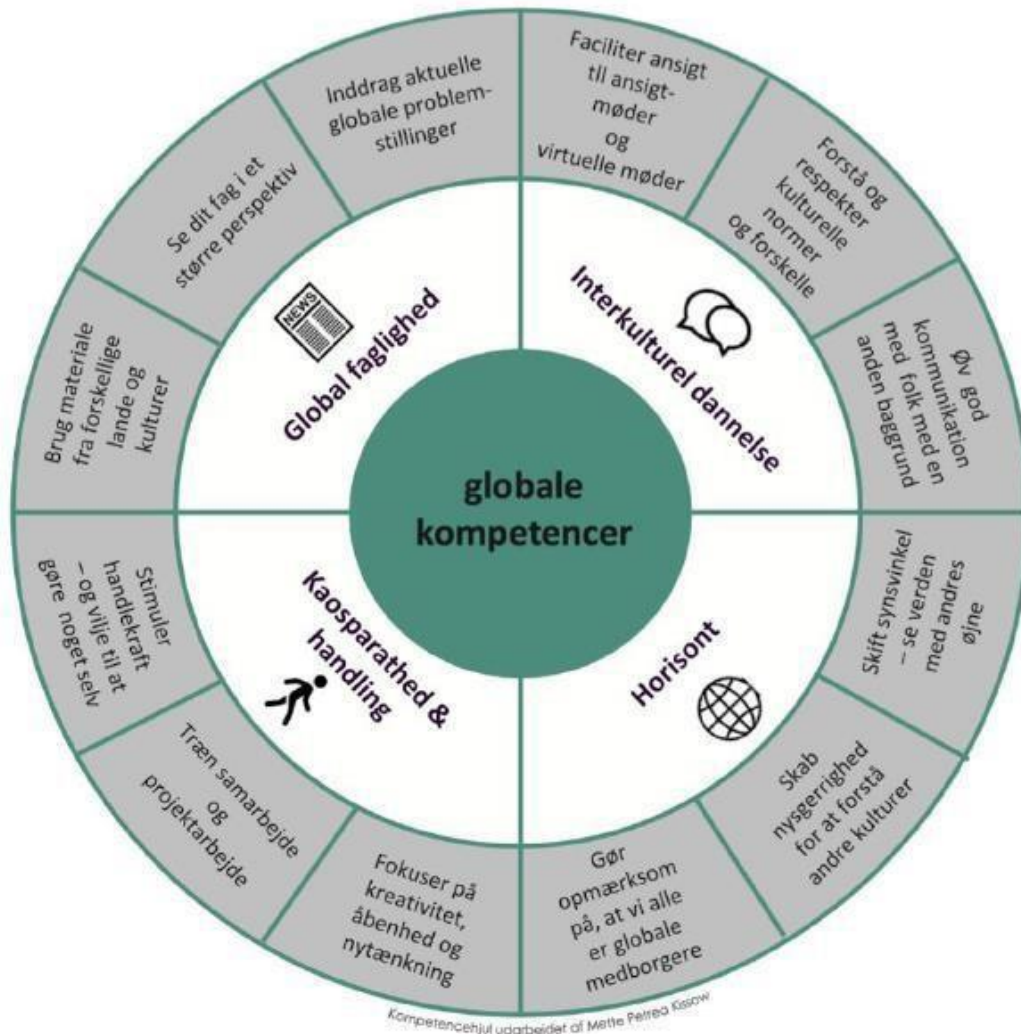 globale
kompetencer
NEWS
Global faglighed
Interkulturel dannelse
Horisont
Kaosparathed &
handling
Inddrag aktuelle
globale problem-
stillinger
Faciliter ansigt
til ansigt-
møder
og
virtuelle møder
Forstå og
respekter
kulturelle
normer
og forskelle
Øv god
kommunikation
med folk med en
anden baggrund
Skift synsvinkel
– se verden
med andres
øjne
Skab
nysgerrighed
for at forstå
andre kulturer
Gør
opmærksom
på, at vi alle
er globale
medborgere
Fokuser på
kreativitet,
åbenhed og
nytænkning
Træn samarbejde
og
projektarbejde
Stimuler
handlekraft
– og vilje til at
gøre noget selv
Brug materiale
fra forskellige
lande og
kulturer
Se dit fag i et
større perspektiv
Kompetencehjul udarbejdet af Mette Petrea Kissow